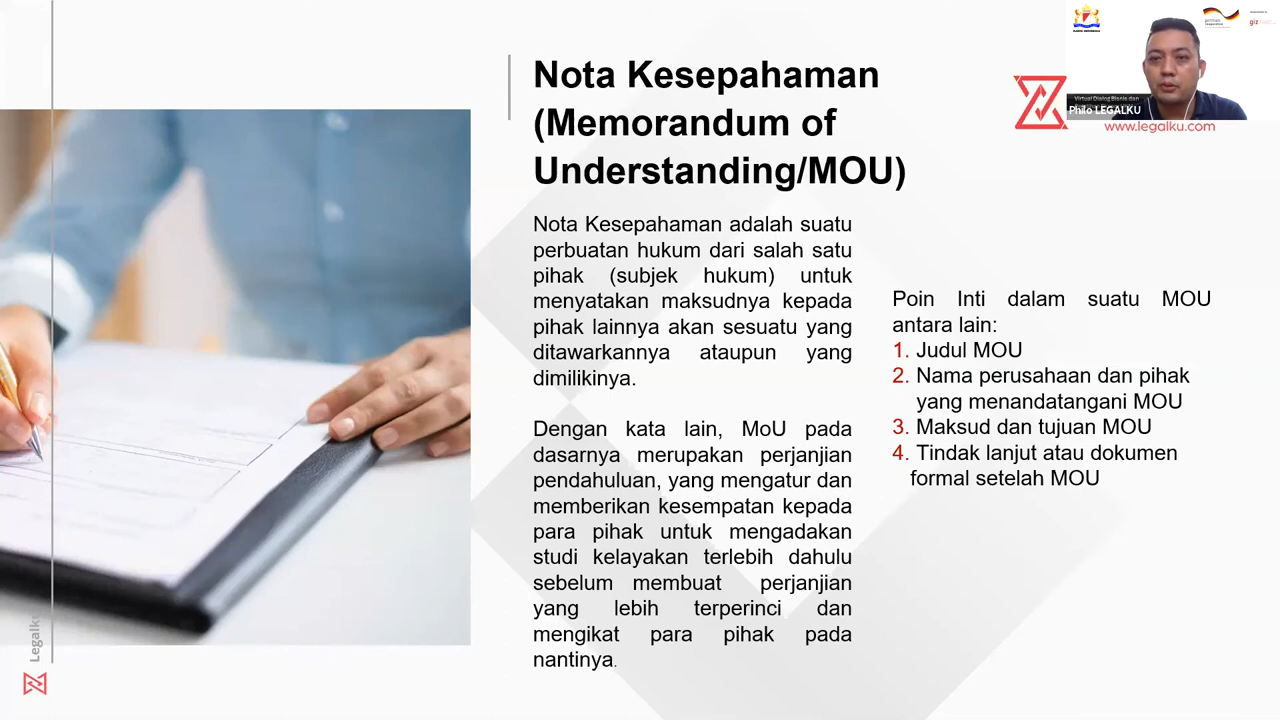 Nota Kesepahaman
(Memorandum of
Understanding/MOU)
Nota Kesepahaman adalah suatu
perbuatan hukum dari salah satu
pihak (subjek hukum) untuk
menyatakan maksudnya kepada
pihak lainnya akan sesuatu yang
ditawarkannya ataupun yang
dimilikinya.
Dengan kata lain, MoU pada
dasarnya merupakan perjanjian
pendahuluan, yang mengatur dan
memberikan kesempatan kepada
para pihak untuk mengadakan
studi kelayakan terlebih dahulu
sebelum membuat perjanjian
yang lebih terperinci dan
mengikat para pihak pada
nantinya.
Poin Inti dalam suatu MOU
antara lain:
1. Judul MOU
2. Nama perusahaan dan pihak
yang menandatangani MOU
3. Maksud dan tujuan MOU
4. Tindak lanjut atau dokumen
formal setelah MOU
Virtual Dialog Bisnis dan
Philo LEGALKU
www.legalku.com
giz
Legalku